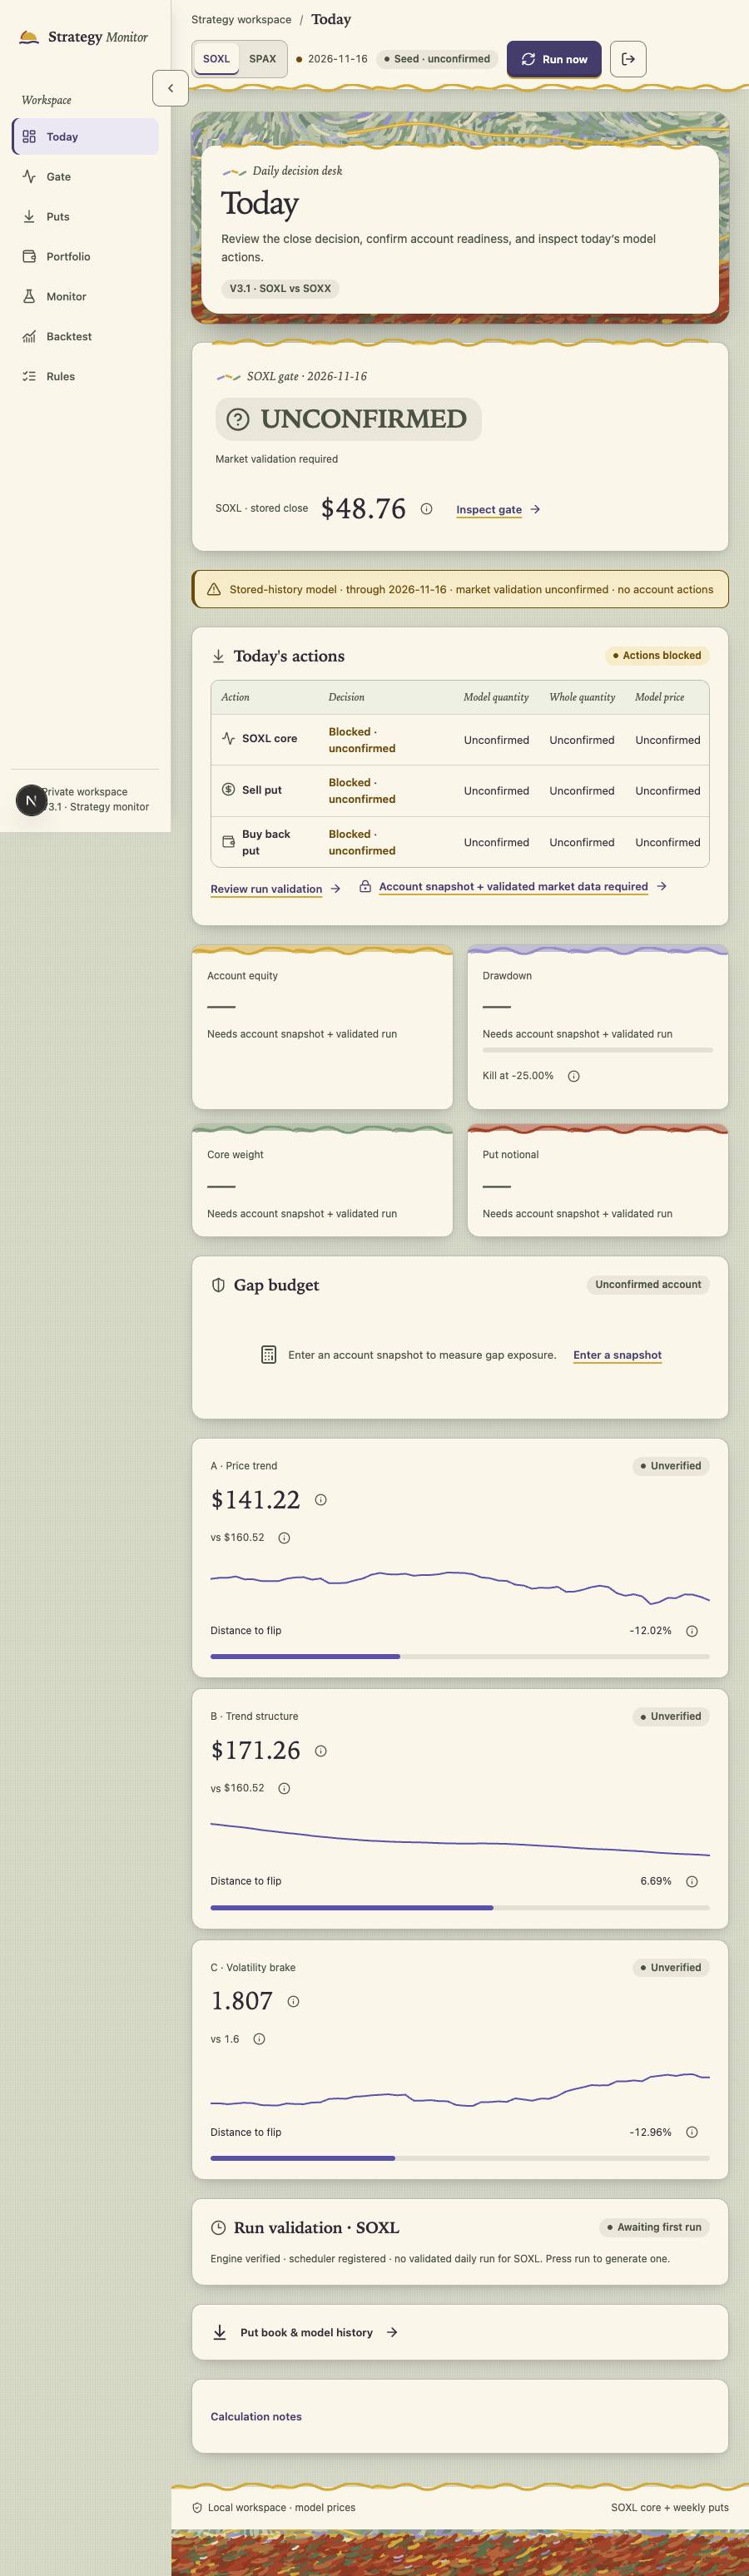 Strategy Monitor
Workspace
Today
Gate
Puts
Portfolio
Monitor
Backtest
Rules
N
Private workspace
V3.1 · Strategy monitor
Strategy workspace / Today
SOXL SPAX 2026-11-16 Seed · unconfirmed Run now
Daily decision desk
Today
Review the close decision, confirm account readiness, and inspect today's model
actions.
V3.1 · SOXL vs SOXX
SOXL gate · 2026-11-16
UNCONFIRMED
Market validation required
SOXL · stored close $48.76 Inspect gate
Stored-history model · through 2026-11-16 · market validation unconfirmed · no account actions
Today's actions Actions blocked
Action Decision Model quantity Whole quantity Model price
SOXL core Blocked · unconfirmed Unconfirmed Unconfirmed Unconfirmed
Sell put Blocked · unconfirmed Unconfirmed Unconfirmed Unconfirmed
Buy back put Blocked · unconfirmed Unconfirmed Unconfirmed Unconfirmed
Review run validation Account snapshot + validated market data required
Account equity
—
Needs account snapshot + validated run
Drawdown
—
Needs account snapshot + validated run
Kill at -25.00%
Core weight
—
Needs account snapshot + validated run
Put notional
—
Needs account snapshot + validated run
Gap budget Unconfirmed account
Enter an account snapshot to measure gap exposure. Enter a snapshot
A · Price trend Unverified
$141.22
vs $160.52
Distance to flip -12.02%
B · Trend structure Unverified
$171.26
vs $160.52
Distance to flip 6.69%
C · Volatility brake Unverified
1.807
vs 1.6
Distance to flip -12.96%
Run validation · SOXL Awaiting first run
Engine verified · scheduler registered · no validated daily run for SOXL. Press run to generate one.
Put book & model history
Calculation notes
Local workspace · model prices SOXL core + weekly puts